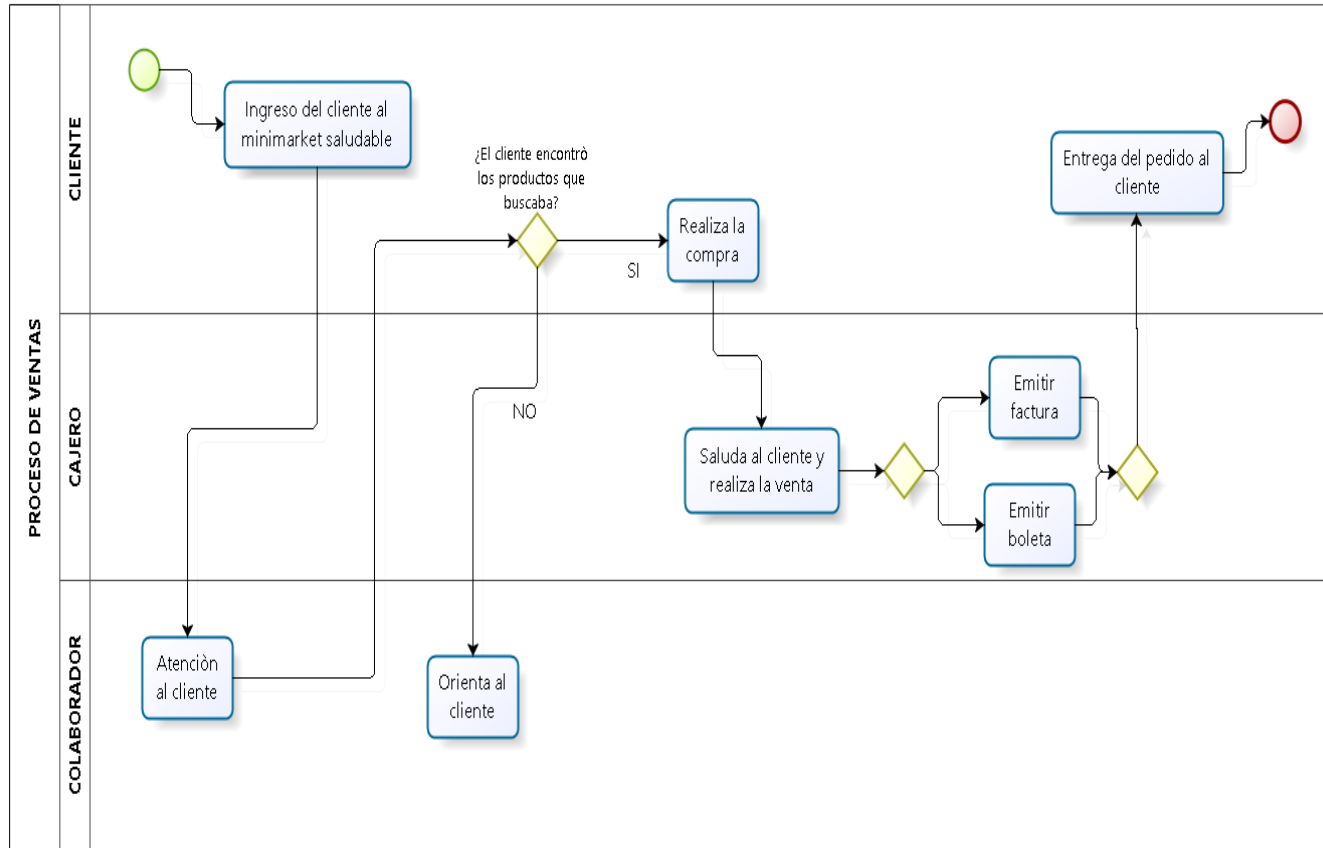 PROCESO DE VENTAS
CLIENTE
Ingreso del cliente al
minimarket saludable
¿El cliente encontrò
los productos que
buscaba?
SI
NO
Realiza la
compra
Entrega del pedido al
cliente
CAJERO
Saluda al cliente y
realiza la venta
Emitir
factura
Emitir
boleta
COLABORADOR
Atenciòn
al cliente
Orienta al
cliente